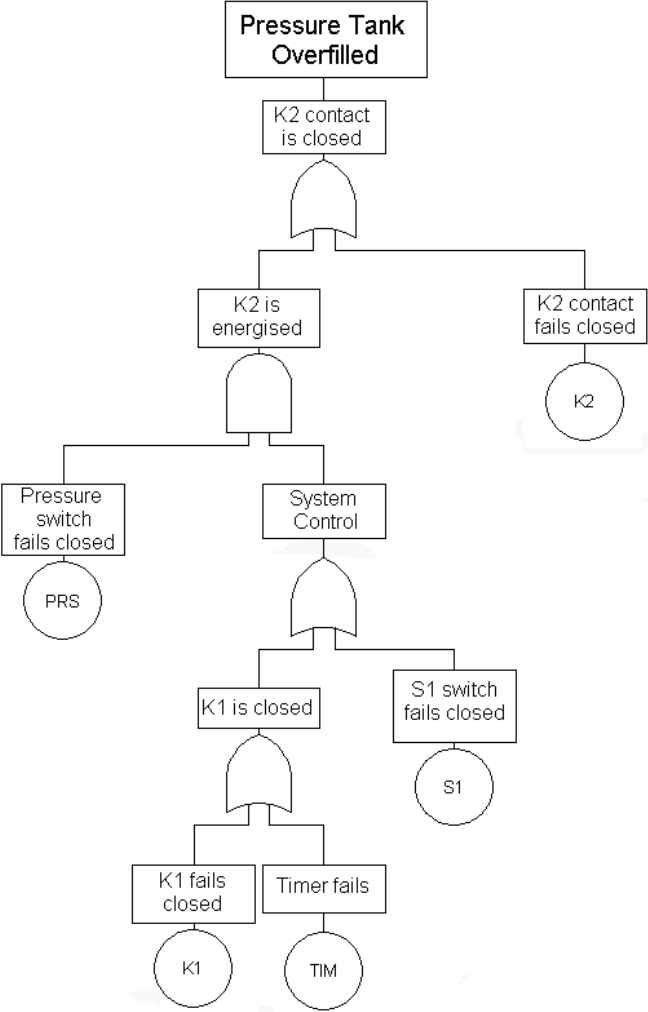 Pressure Tank
Overfilled
K2 contact
is closed
K2 is
energised
K2 contact
fails closed
K2
Pressure
switch
fails closed
System
Control
PRS
K1 is closed
S1 switch
fails closed
S1
K1 fails
closed
Timer fails
K1
TIM